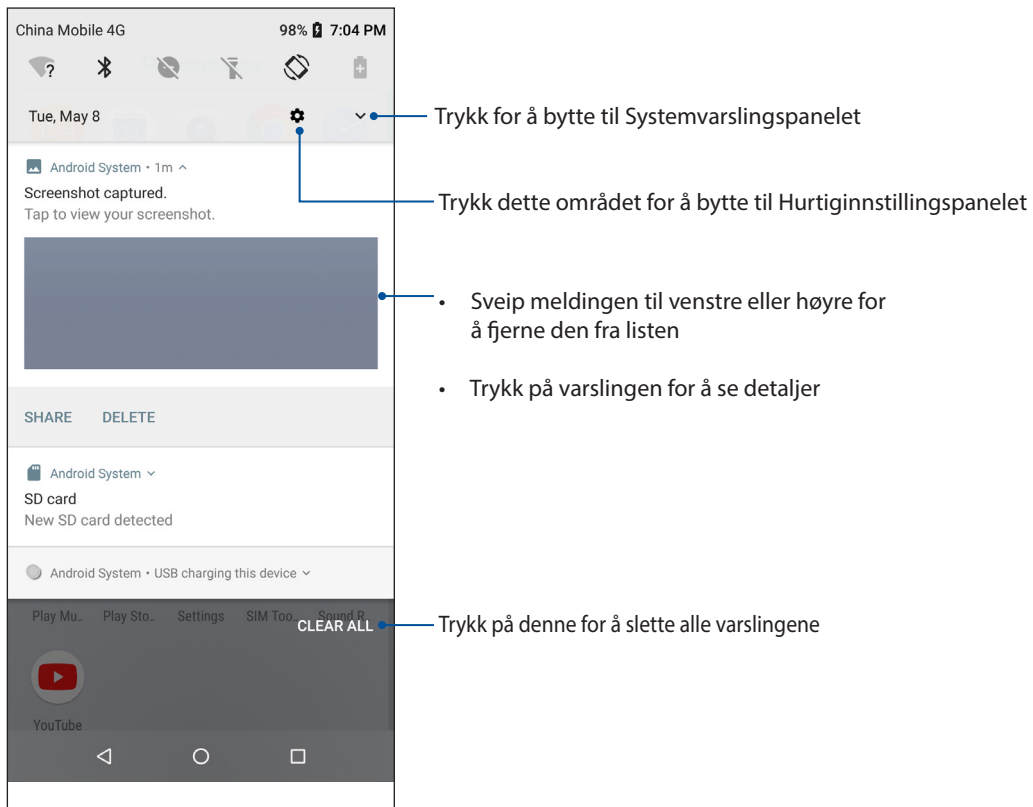 China Mobile 4G 98% 7:04 PM
Tue, May 8
Trykk for å bytte til Systemvarslingspanelet
Android System • 1m
Screenshot captured.
Tap to view your screenshot.
Trykk dette området for å bytte til Hurtiginnstillingspanelet
• Sveip meldingen til venstre eller høyre for
å fjerne den fra listen
• Trykk på varslingen for å se detaljer
SHARE DELETE
Android System
SD card
New SD card detected
Android System • USB charging this device
Play Mu.. Play Sto.. Settings SIM Too.. Sound R..
CLEAR ALL
Trykk på denne for å slette alle varslingene
YouTube